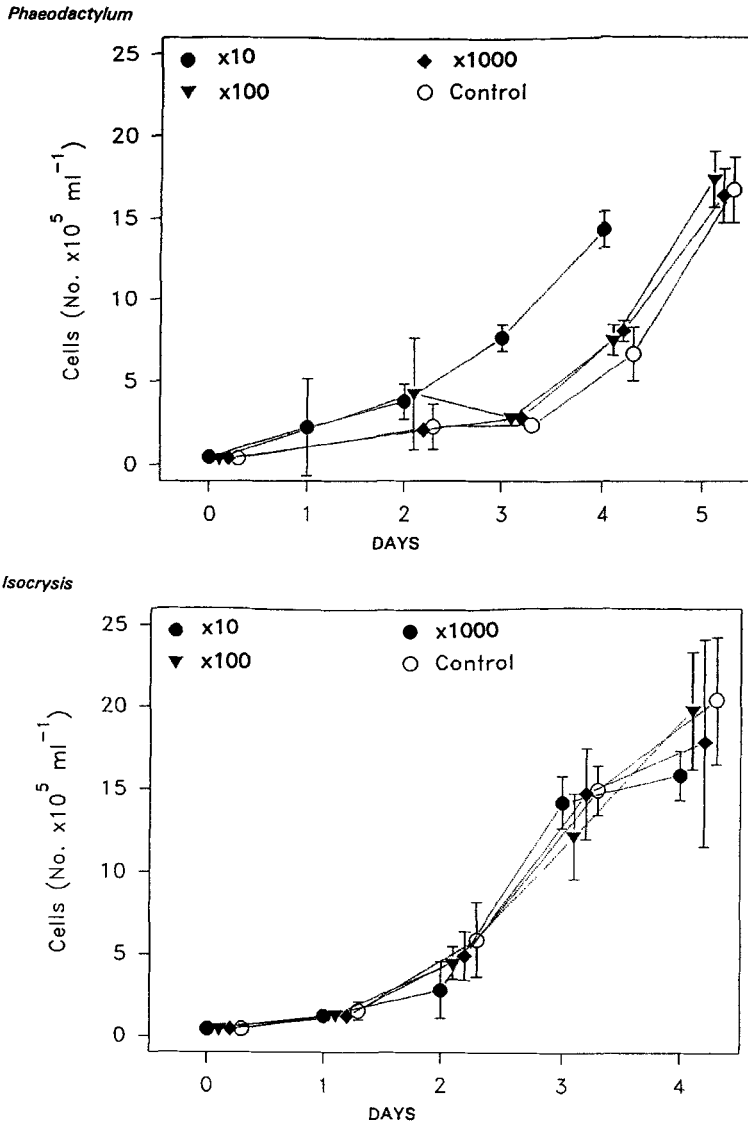 Phaeodactylum
25
20
15
10
5
0
Cells (No. x10⁵ ml⁻¹)
x10
x100
x1000
Control
0 1 2 3 4 5
DAYS
Isocrysis
25
20
15
10
5
0
Cells (No. x10⁵ ml⁻¹)
x10
x100
x1000
Control
0 1 2 3 4
DAYS